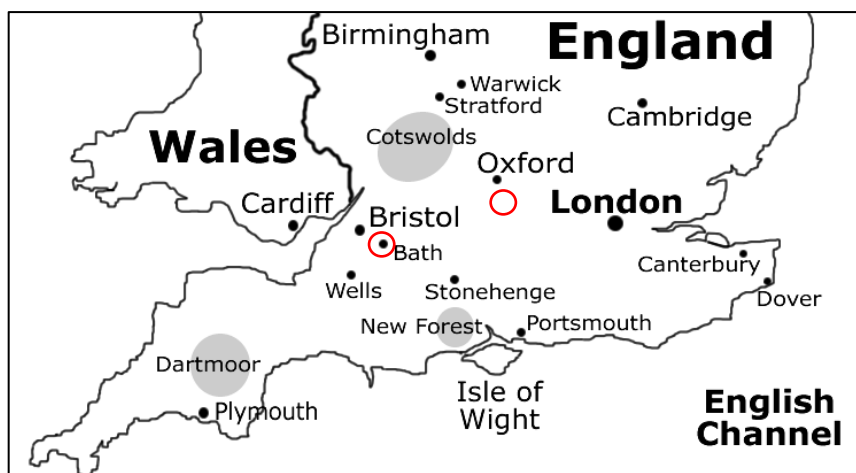 England
Birmingham
Warwick
Stratford
Cambridge
Cotswolds
Wales
Oxford
Cardiff
London
Bristol
Bath
Canterbury
Wells
Stonehenge
Dover
New Forest
Portsmouth
Dartmoor
Isle of
Wight
Plymouth
English
Channel